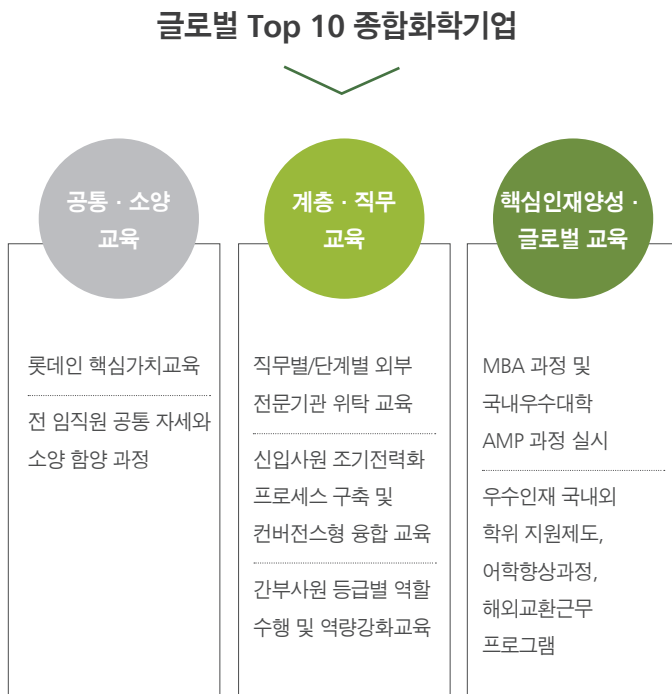 글로벌 Top 10 종합화학기업
공통 · 소양
교육
롯데인 핵심가치교육
전 임직원 공통 자세와
소양 함양 과정
계층 · 직무
교육
직무별/단계별 외부
전문기관 위탁 교육
신입사원 조기전력화
프로세스 구축 및
컨버전스형 융합 교육
간부사원 등급별 역할
수행 및 역량강화교육
핵심인재양성 ·
글로벌 교육
MBA 과정 및
국내우수대학
AMP 과정 실시
우수인재 국내외
학위 지원제도,
어학향상과정,
해외교환근무
프로그램